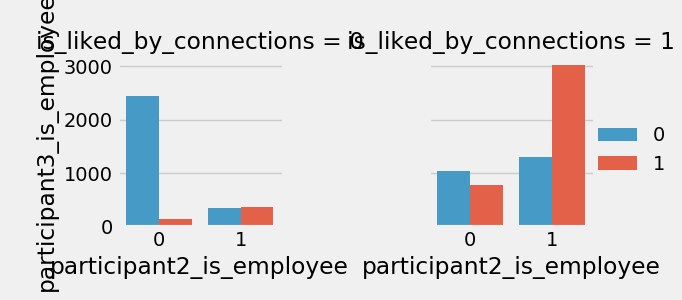 is_liked_by_connections = 0
is_liked_by_connections = 1
participant3_is_employee
3000
2000
1000
0
0 1
0 1
participant2_is_employee
participant2_is_employee
0
1